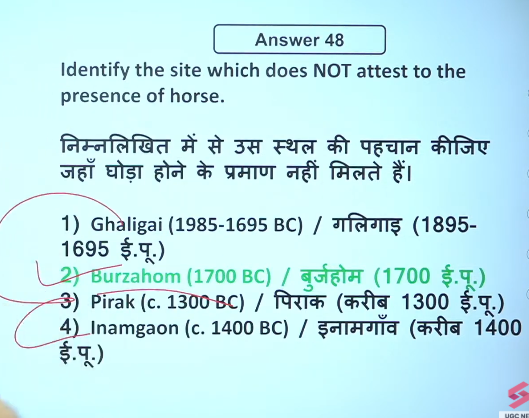 Answer 48
Identify the site which does NOT attest to the
presence of horse.
निम्नलिखित में से उस स्थल की पहचान कीजिए
जहाँ घोड़ा होने के प्रमाण नहीं मिलते हैं।
1) Ghaligai (1985-1695 BC) / गलिगाइ (1895-
1695 ई.पू.)
2) Burzahom (1700 BC) / बुर्जहोम (1700 ई.पू.)
3) Pirak (c. 1300 BC) / पिराक (करीब 1300 ई.पू.)
4) Inamgaon (c. 1400 BC) / इनामगाँव (करीब 1400
ई.पू.)
UGC NE